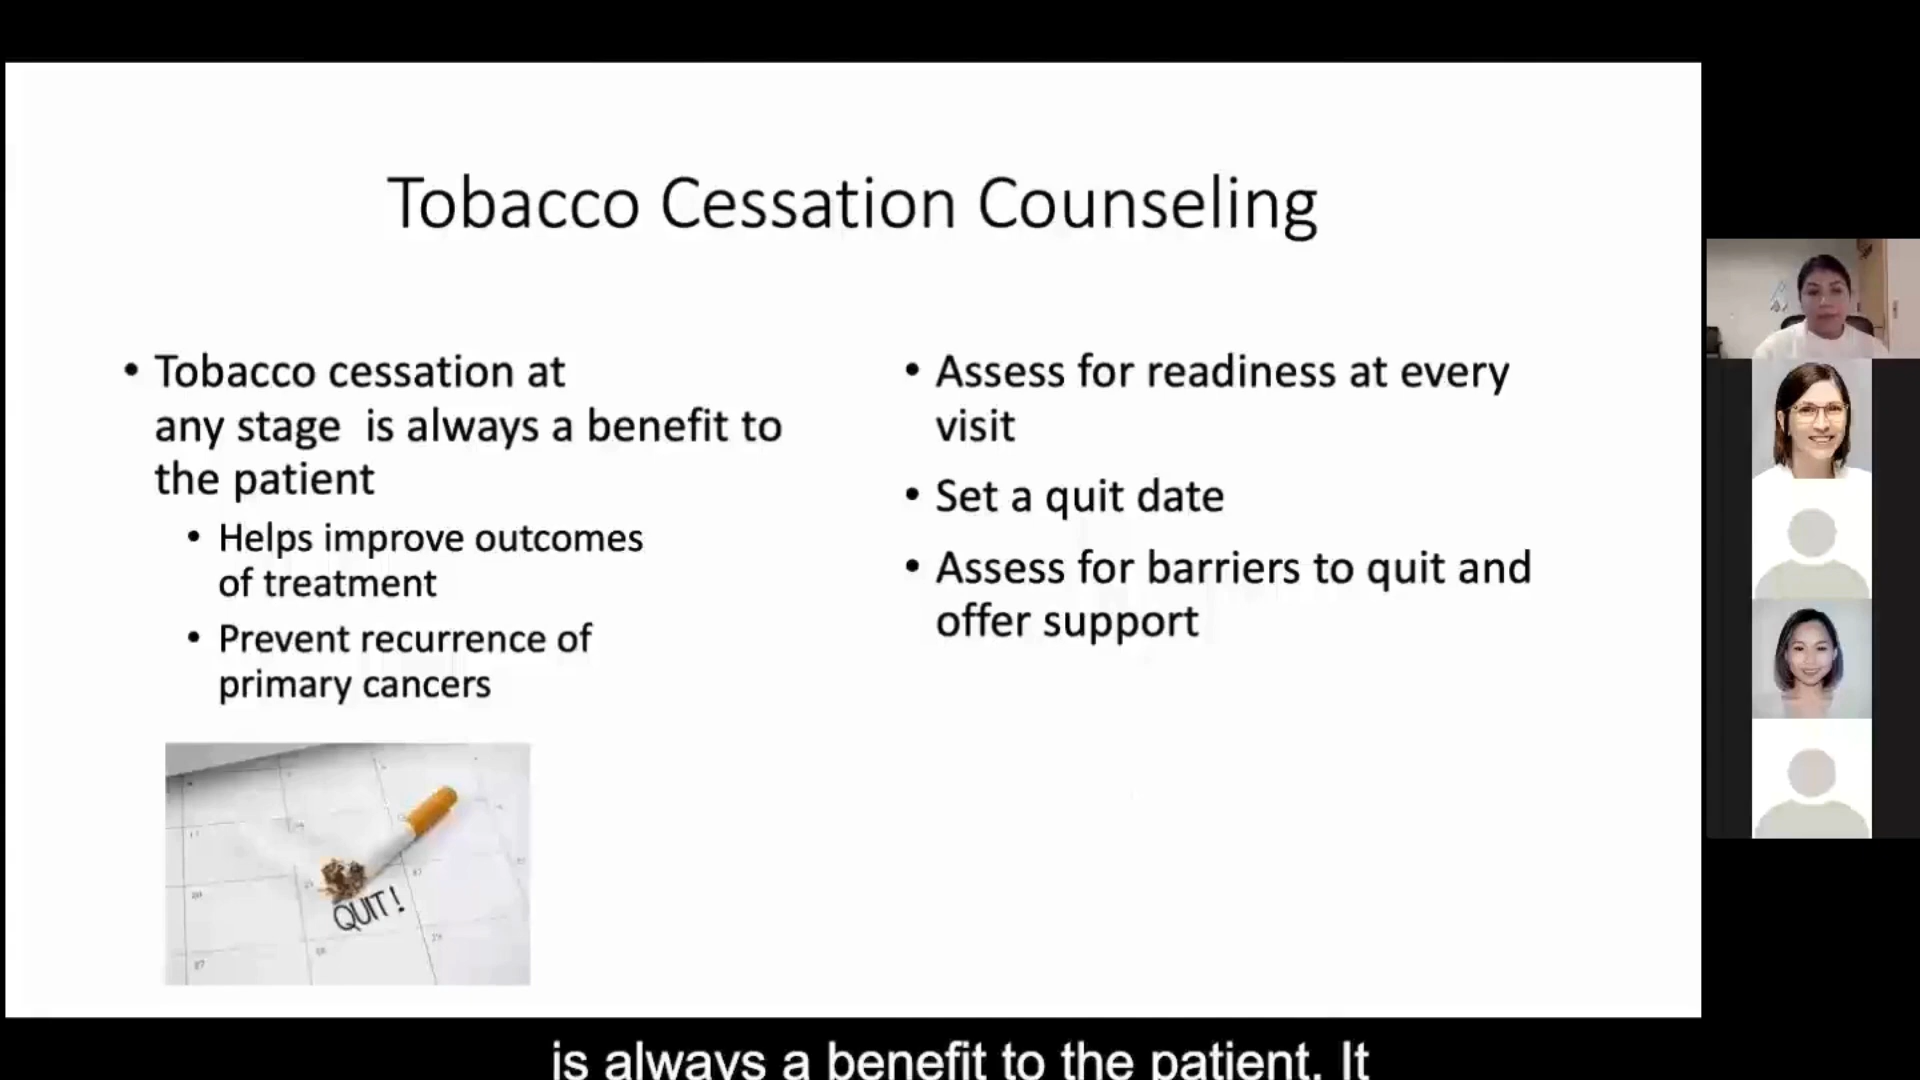 Tobacco Cessation Counseling
• Tobacco cessation at
any stage is always a benefit to
the patient
• Helps improve outcomes
of treatment
• Prevent recurrence of
primary cancers
QUIT!
• Assess for readiness at every
visit
• Set a quit date
• Assess for barriers to quit and
offer support
is always a benefit to the patient. It